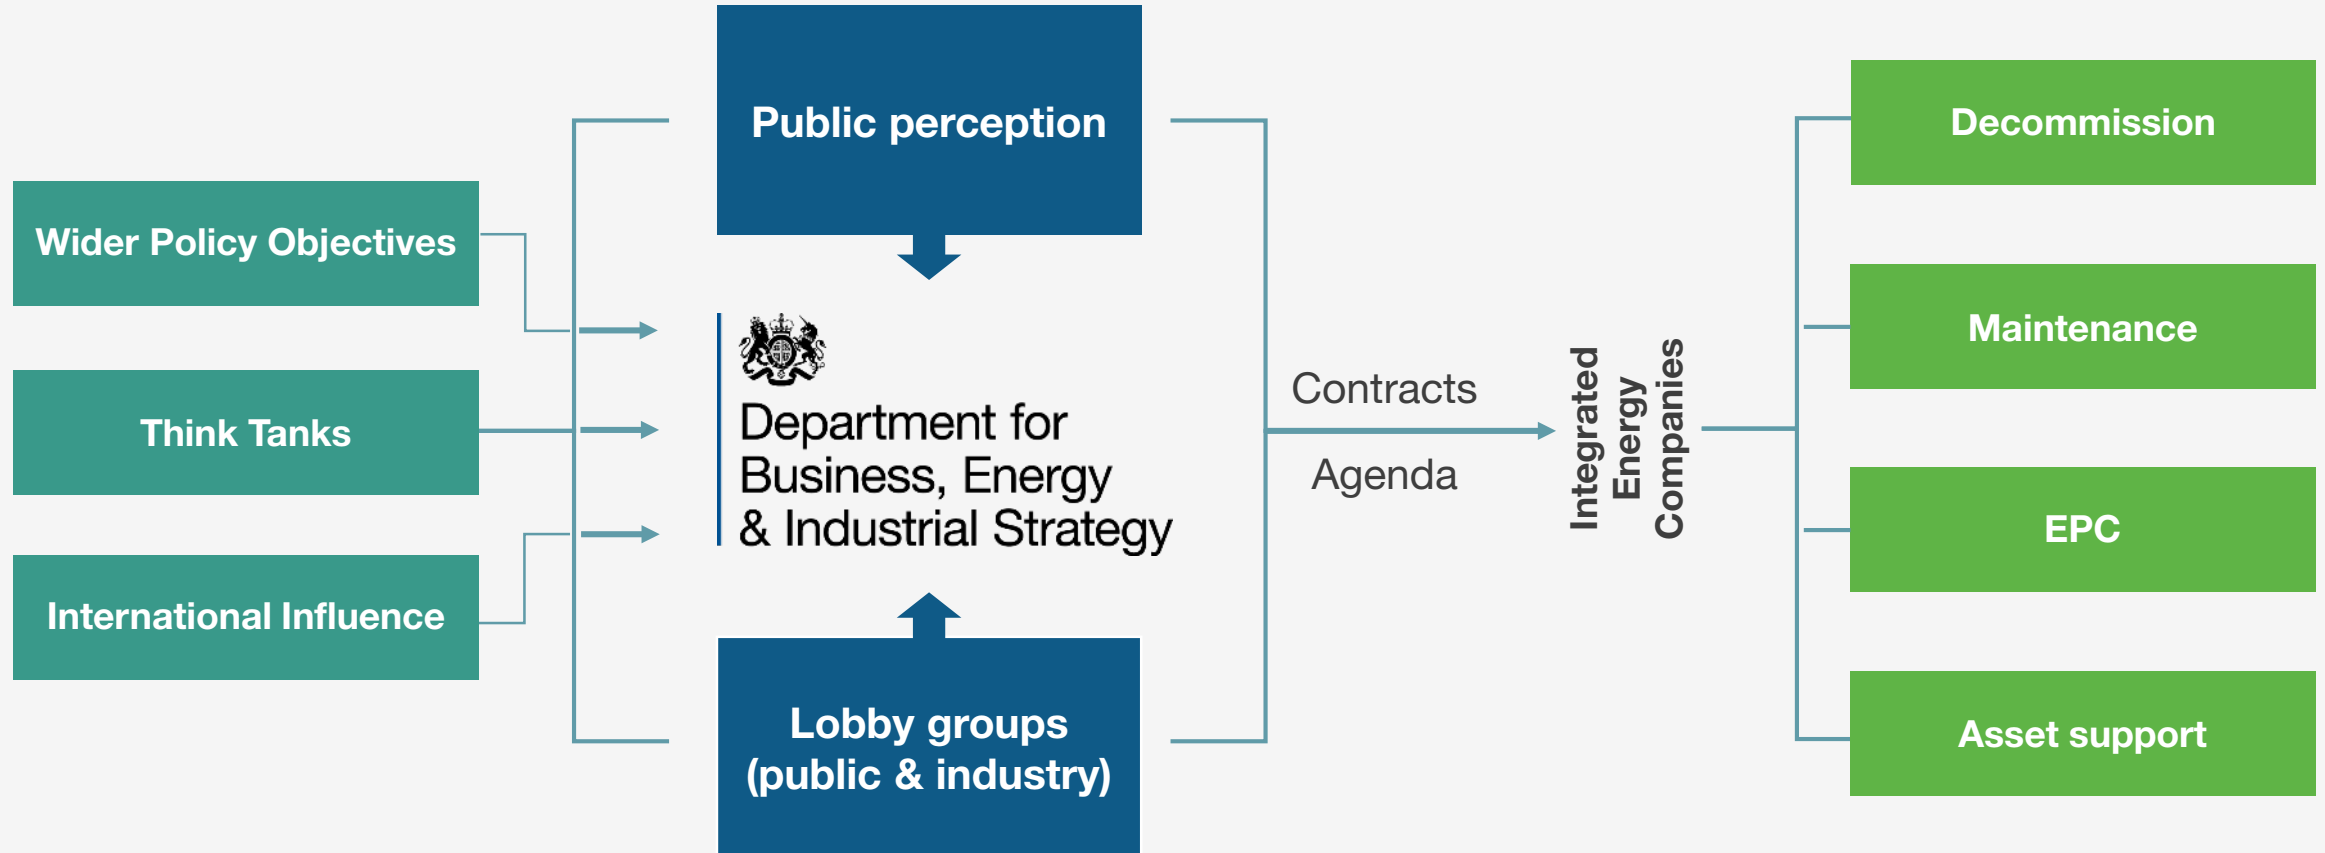 Wider Policy Objectives
Think Tanks
International Influence
Public perception
Department for
Business, Energy
& Industrial Strategy
Lobby groups
(public & industry)
Contracts
Agenda
Integrated
Energy
Companies
Decommission
Maintenance
EPC
Asset support